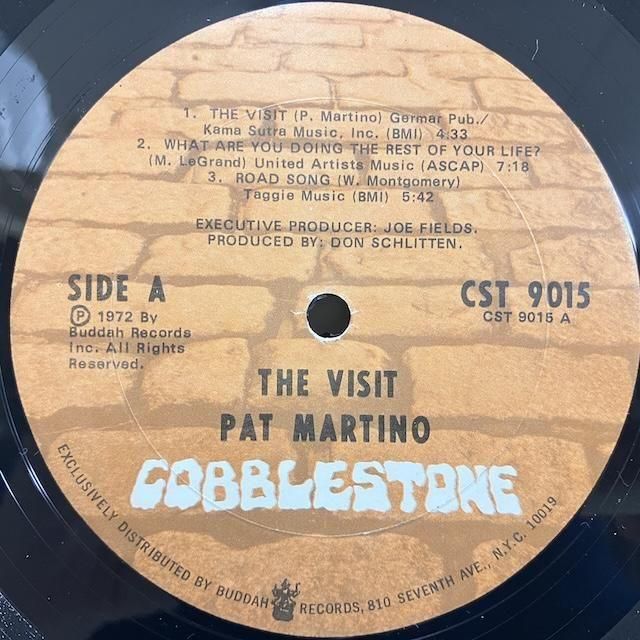 1. THE VISIT (P. Martino) Germar Pub./
Kama Sutra Music, Inc. (BMI) 4:33
2. WHAT ARE YOU DOING THE REST OF YOUR LIFE?
(M. LeGrand) United Artists Music (ASCAP) 7:18
3. ROAD SONG (W. Montgomery)
Taggie Music (BMI) 5:42
EXECUTIVE PRODUCER: JOE FIELDS.
PRODUCED BY: DON SCHLITTEN.
SIDE A
Ⓟ 1972 By
Buddah Records
Inc. All Rights
Reserved.
CST 9015
CST 9015 A
THE VISIT
PAT MARTINO
COBBLESTONE
EXCLUSIVELY DISTRIBUTED BY BUDDAH RECORDS, 810 SEVENTH AVE., N.Y.C. 10019